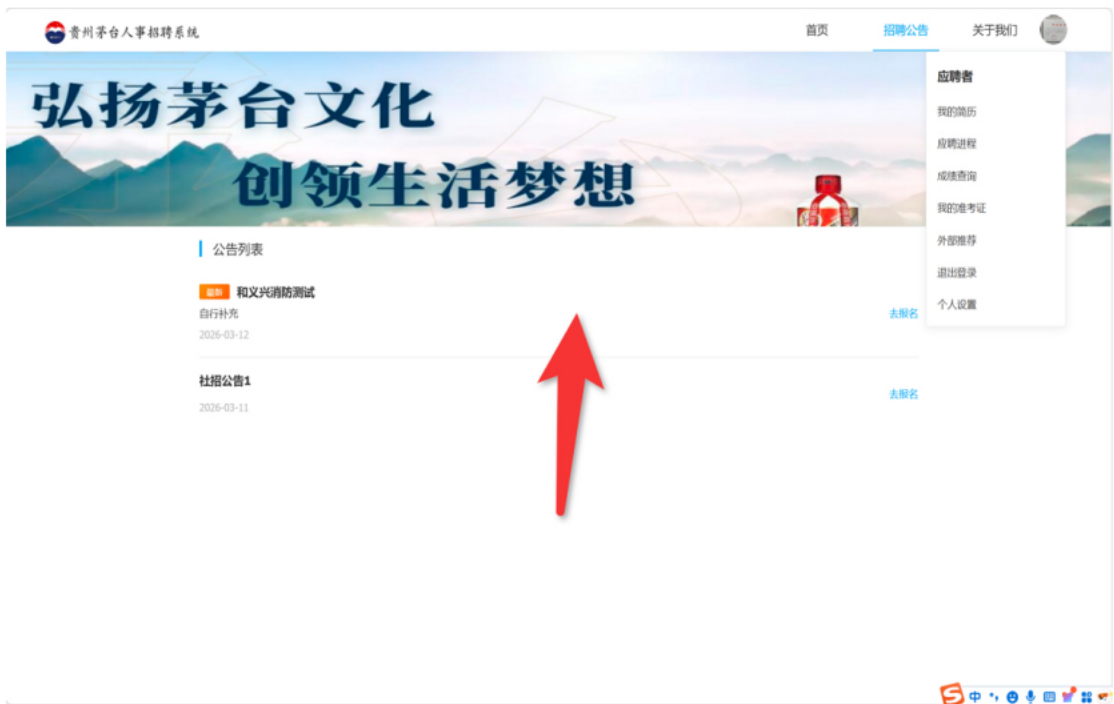 贵州茅台人事招聘系统
首页 招聘公告 关于我们
弘扬茅台文化
创领生活梦想
应聘者
我的简历
应聘进程
成绩查询
我的准考证
外部推荐
退出登录
个人设置
公告列表
最新 和义兴消防测试
自行补充
去报名
2026-03-12
社招公告1
去报名
2026-03-11
中